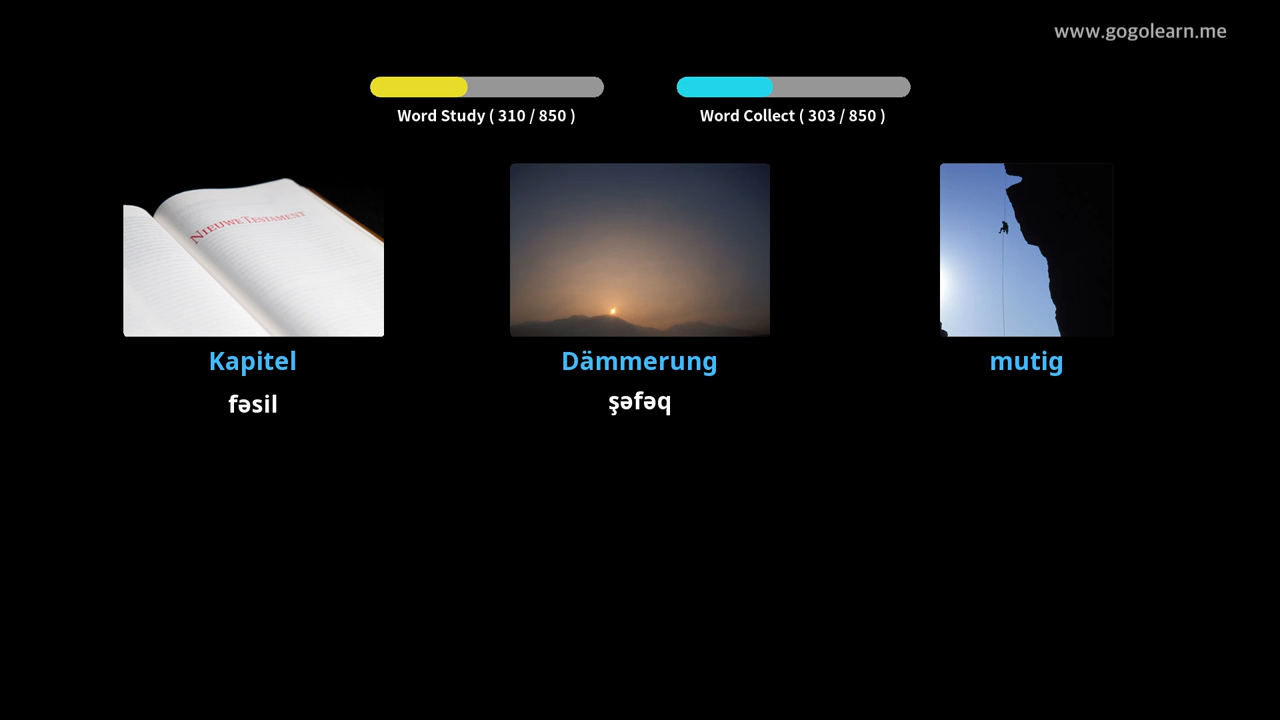 www.gogolearn.me
Word Study ( 310 / 850 )
Word Collect ( 303 / 850 )
NIEUWE TESTAMENT
Kapitel
Dämmerung
mutig
fəsil
şəfəq